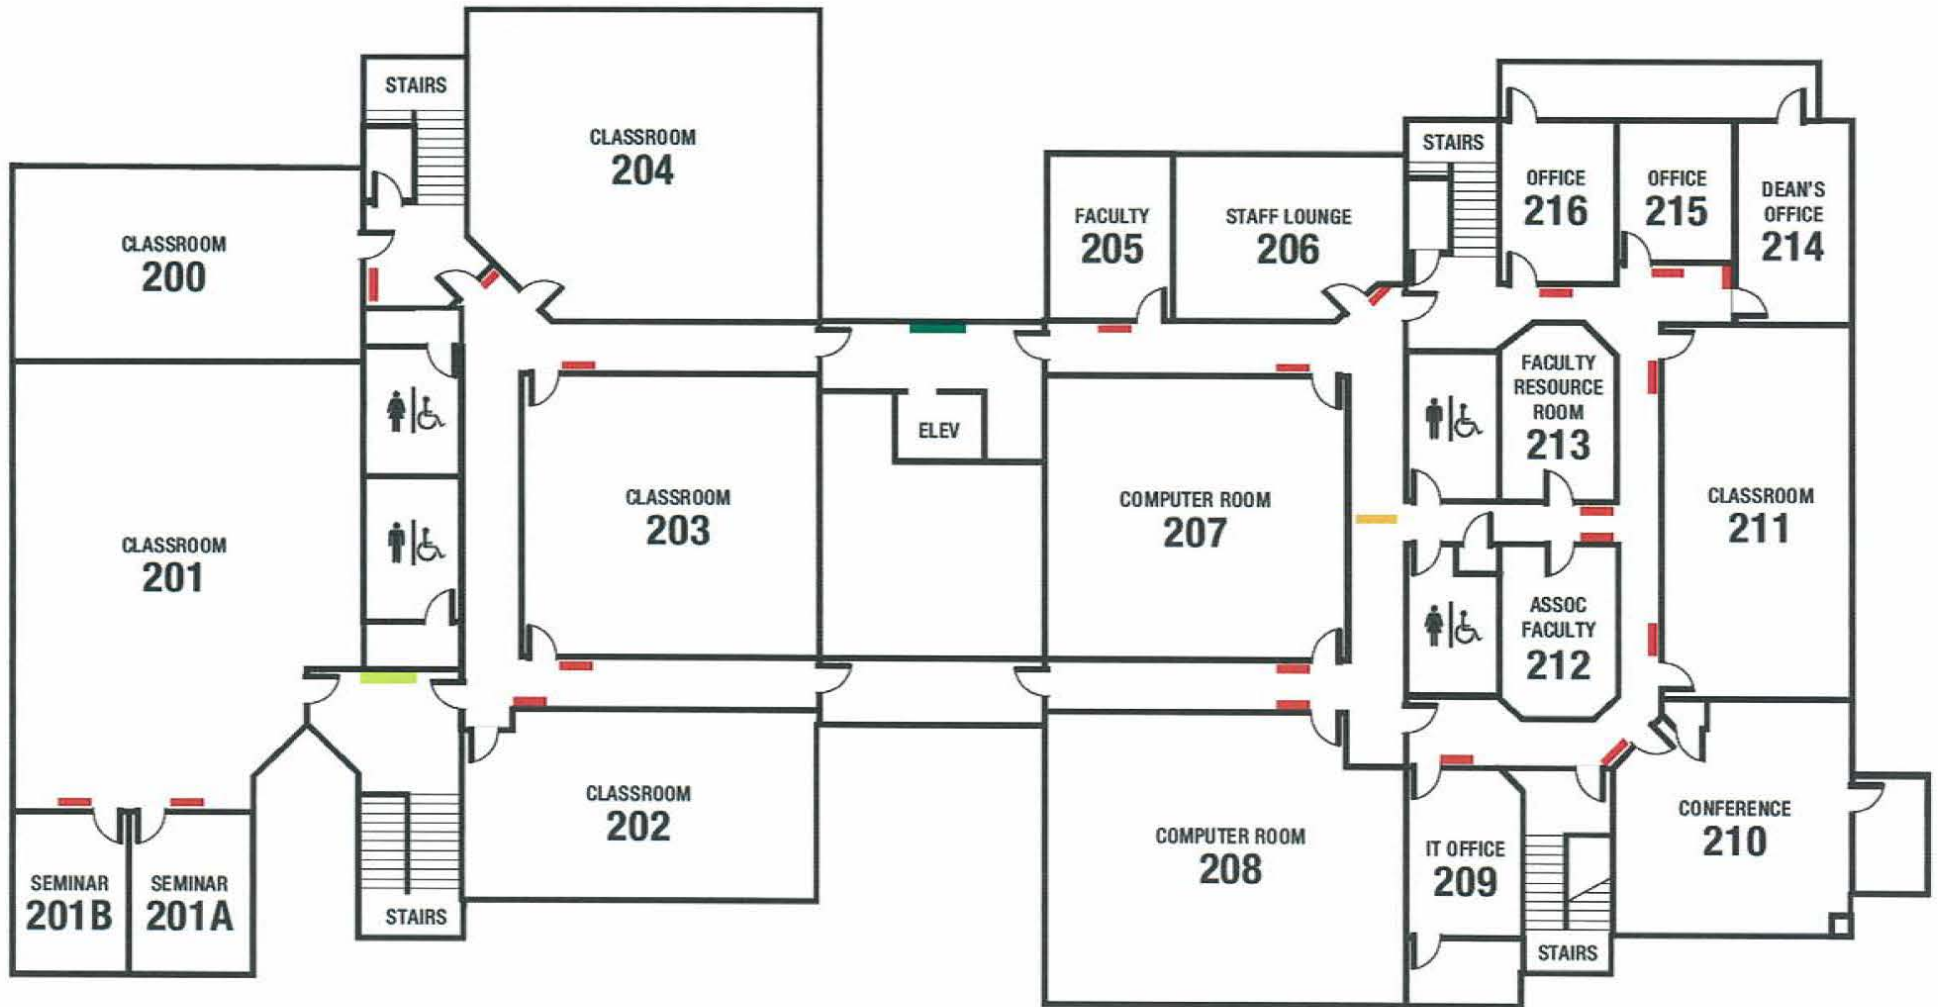 STAIRS
CLASSROOM
204
CLASSROOM
200
CLASSROOM
201
SEMINAR
201B
SEMINAR
201A
STAIRS
CLASSROOM
203
CLASSROOM
202
ELEV
FACULTY
205
STAFF LOUNGE
206
COMPUTER ROOM
207
COMPUTER ROOM
208
STAIRS
OFFICE
216
OFFICE
215
DEAN'S
OFFICE
214
FACULTY
RESOURCE
ROOM
213
ASSOC
FACULTY
212
CLASSROOM
211
CONFERENCE
210
IT OFFICE
209
STAIRS